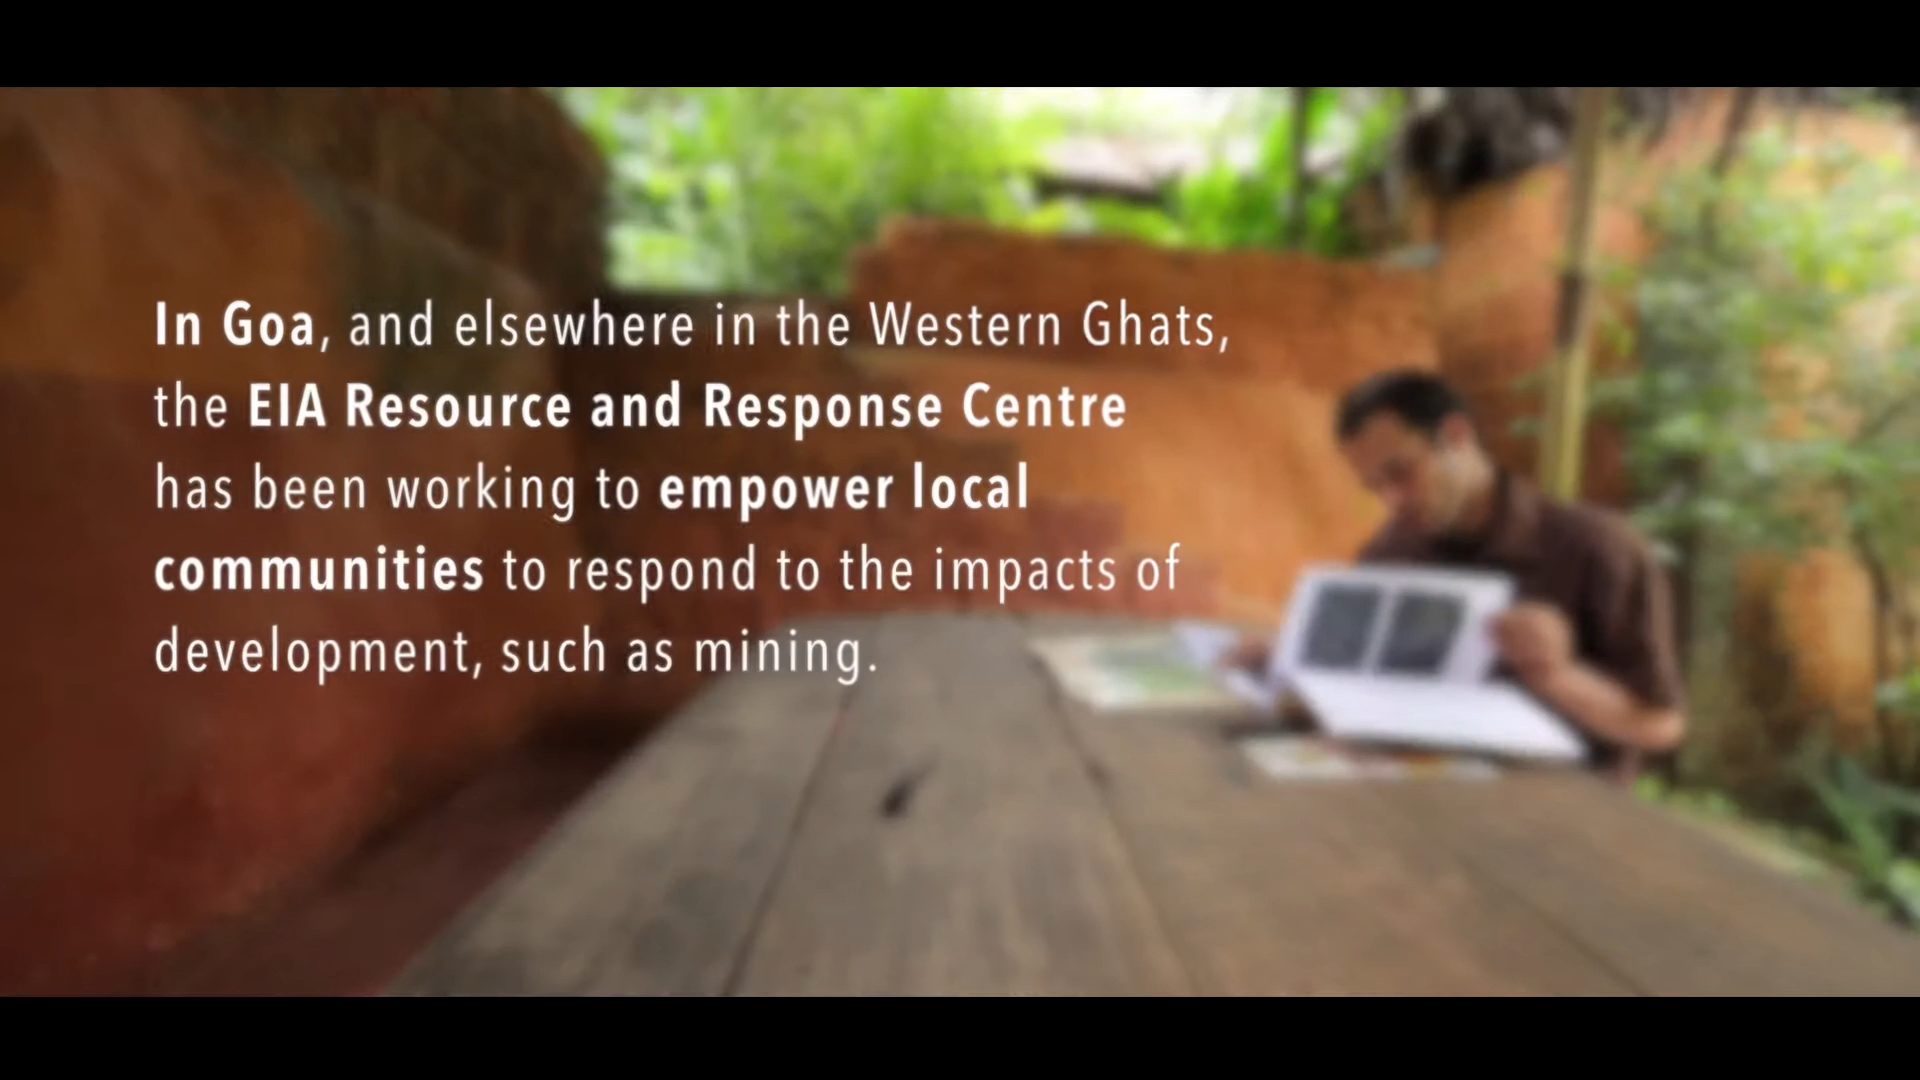 In Goa, and elsewhere in the Western Ghats,
the EIA Resource and Response Centre
has been working to empower local
communities to respond to the impacts of
development, such as mining.